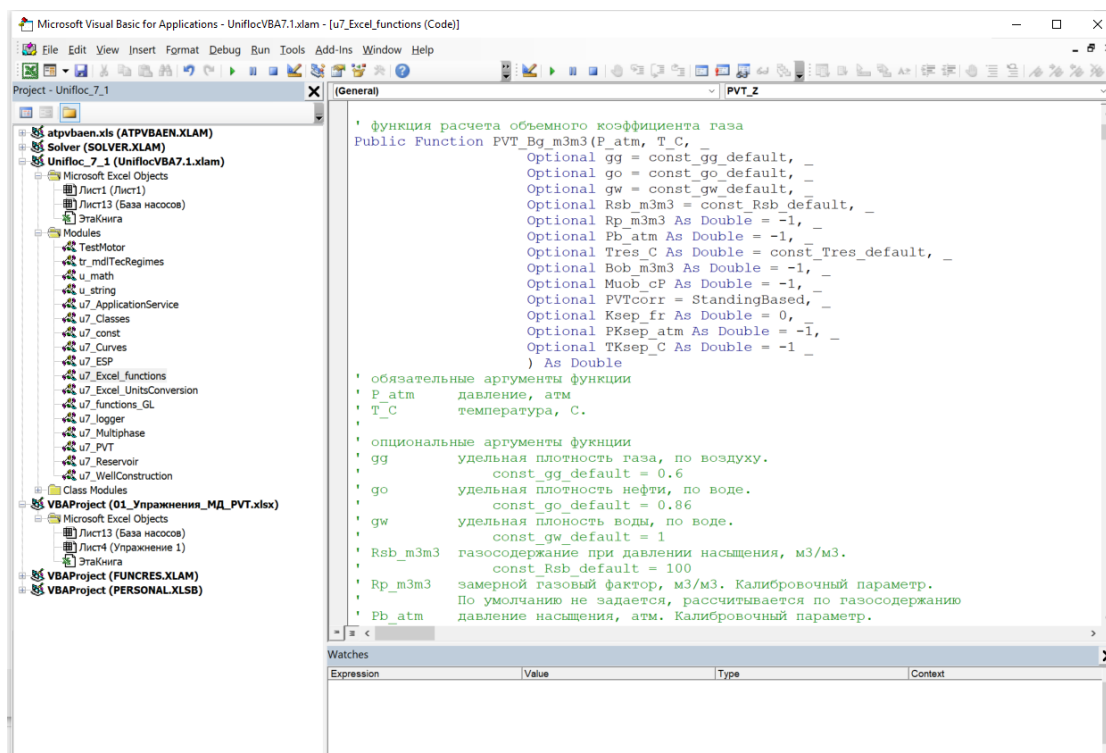 Microsoft Visual Basic for Applications - UniflocVBA7.1.xlam - [u7_Excel_functions (Code)]
File Edit View Insert Format Debug Run Tools Add-Ins Window Help
Project - Unifloc_7_1
atpvbaen.xls (ATPVBAEN.XLAM)
Solver (SOLVER.XLAM)
Unifloc_7_1 (UniflocVBA7.1.xlam)
Microsoft Excel Objects
Лист1 (Лист1)
Лист13 (База насосов)
ЭтаКнига
Modules
TestMotor
tr_mdlTecRegimes
u_math
u_string
u7_ApplicationService
u7_Classes
u7_const
u7_Curves
u7_ESP
u7_Excel_functions
u7_Excel_UnitsConversion
u7_functions_GL
u7_logger
u7_Multiphase
u7_PVT
u7_Reservoir
u7_WellConstruction
Class Modules
VBAProject (01_Упражнения_МД_PVT.xlsx)
Microsoft Excel Objects
Лист13 (База насосов)
Лист4 (Упражнение 1)
ЭтаКнига
VBAProject (FUNCRES.XLAM)
VBAProject (PERSONAL.XLSB)
(General)
PVT_Z
' функция расчета объемного коэффициента газа
Public Function PVT_Bg_m3m3(P_atm, T_C, _
Optional gg = const_gg_default, _
Optional go = const_go_default, _
Optional gw = const_gw_default, _
Optional Rsb_m3m3 = const_Rsb_default, _
Optional Rp_m3m3 As Double = -1, _
Optional Pb_atm As Double = -1, _
Optional Tres_C As Double = const_Tres_default, _
Optional Bob_m3m3 As Double = -1, _
Optional Muob_cP As Double = -1, _
Optional PVTcorr = StandingBased, _
Optional Ksep_fr As Double = 0, _
Optional PKsep_atm As Double = -1, _
Optional TKsep_C As Double = -1 _
) As Double
' обязательные аргументы функции
' P_atm давление, атм
' T_C температура, С.
'
' опциональные аргументы фукнции
' gg удельная плотность газа, по воздуху.
' const_gg_default = 0.6
' go удельная плотность нефти, по воде.
' const_go_default = 0.86
' gw удельная плоность воды, по воде.
' const_gw_default = 1
' Rsb_m3m3 газосодержание при давлении насыщения, м3/м3.
' const_Rsb_default = 100
' Rp_m3m3 замерной газовый фактор, м3/м3. Калибровочный параметр.
' По умолчанию не задается, рассчитывается по газосодержанию
' Pb_atm давление насыщения, атм. Калибровочный параметр.
Watches
Expression Value Type Context